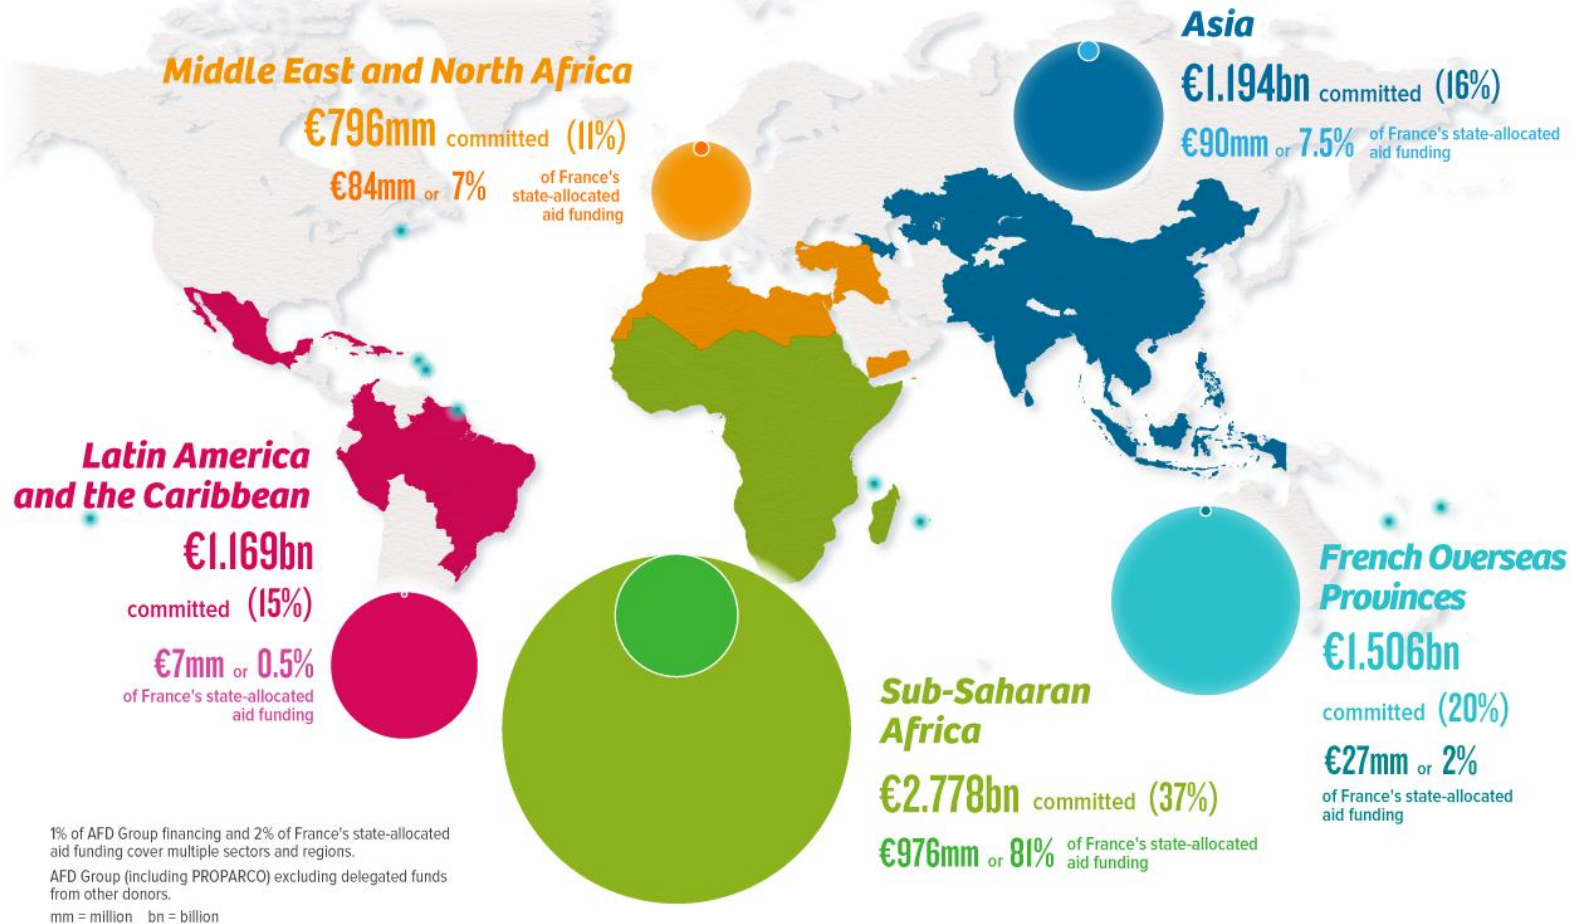 Middle East and North Africa
€796mm committed (11%)
€84mm or 7% of France's
state-allocated
aid funding
Asia
€1.194bn committed (16%)
€90mm or 7.5% of France's state-allocated
aid funding
Latin America
and the Caribbean
€1.169bn
committed (15%)
€7mm or 0.5%
of France's state-allocated
aid funding
French Overseas
Provinces
€1.506bn
committed (20%)
€27mm or 2%
of France's state-allocated
aid funding
Sub-Saharan
Africa
€2.778bn committed (37%)
€976mm or 81% of France's state-allocated
aid funding
1% of AFD Group financing and 2% of France's state-allocated
aid funding cover multiple sectors and regions.
AFD Group (including PROPARCO) excluding delegated funds
from other donors.
mm = million bn = billion